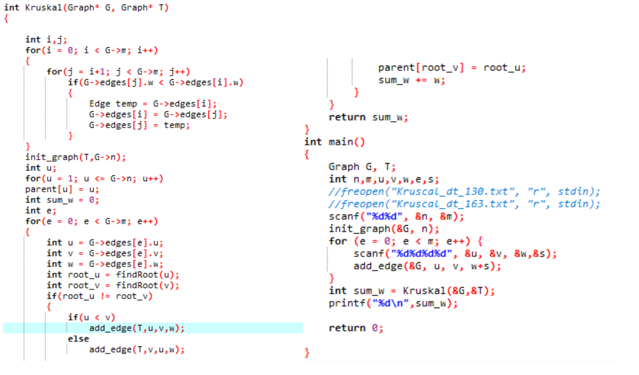 int Kruskal(Graph* G, Graph* T)
{
int i,j;
for(i = 0; i < G->m; i++)
{
for(j = i+1; j < G->m; j++)
if(G->edges[j].w < G->edges[i].w)
{
Edge temp = G->edges[i];
G->edges[i] = G->edges[j];
G->edges[j] = temp;
}
}
init_graph(T,G->n);
int u;
for(u = 1; u <= G->n; u++)
parent[u] = u;
int sum_w = 0;
int e;
for(e = 0; e < G->m; e++)
{
int u = G->edges[e].u;
int v = G->edges[e].v;
int w = G->edges[e].w;
int root_u = findRoot(u);
int root_v = findRoot(v);
if(root_u != root_v)
{
if(u < v)
add_edge(T,u,v,w);
else
add_edge(T,v,u,w);
parent[root_v] = root_u;
sum_w += w;
}
}
return sum_w;
}
int main()
{
Graph G, T;
int n,m,u,v,w,e,s;
//freopen("Kruscal_dt_130.txt", "r", stdin);
//freopen("Kruscal_dt_163.txt", "r", stdin);
scanf("%d%d", &n, &m);
init_graph(&G, n);
for (e = 0; e < m; e++) {
scanf("%d%d%d%d", &u, &v, &w,&s);
add_edge(&G, u, v, w+s);
}
int sum_w = Kruskal(&G,&T);
printf("%d\n",sum_w);
return 0;
}